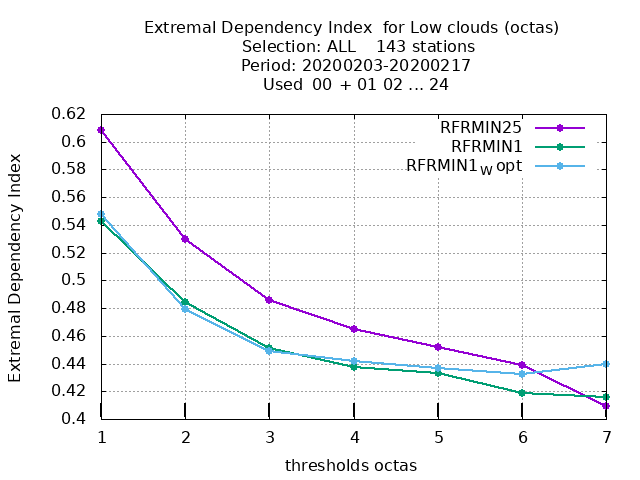 Extremal Dependency Index  for Low clouds (octas)
Selection: ALL    143 stations
Period: 20200203-20200217
Used  00 + 01 02 ... 24
RFRMIN25
RFRMIN1
RFRMIN1W opt
Extremal Dependency Index
0.62
0.6
0.58
0.56
0.54
0.52
0.5
0.48
0.46
0.44
0.42
0.4
1 2 3 4 5 6 7
thresholds octas